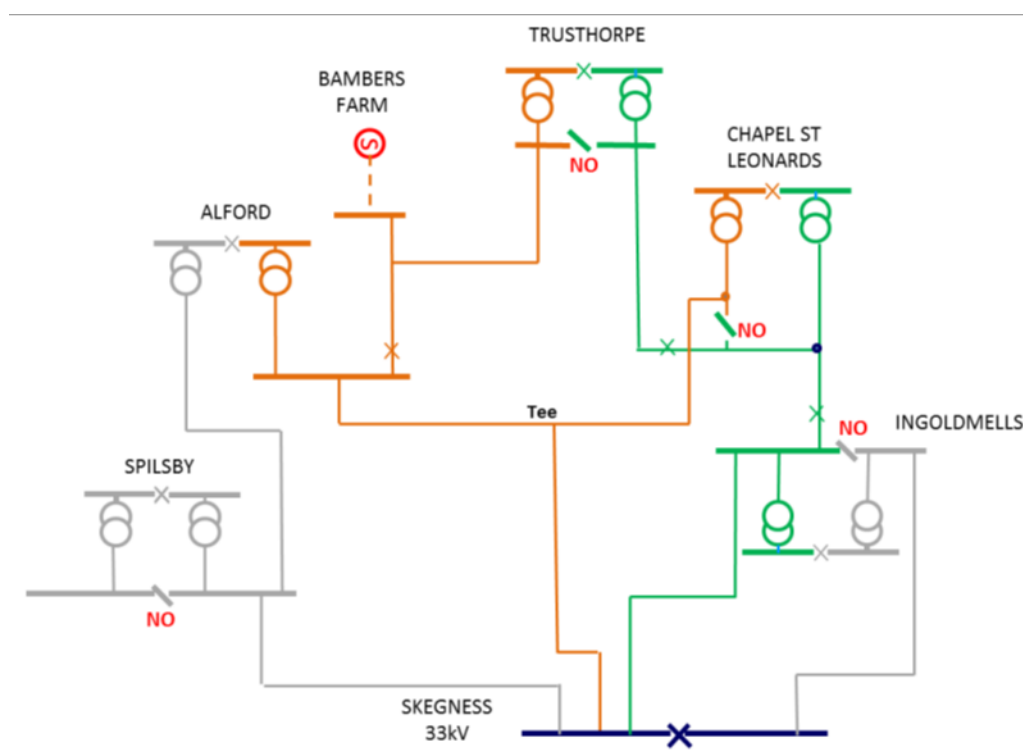 TRUSTHORPE
BAMBERS
FARM
S
NO
CHAPEL ST
LEONARDS
ALFORD
NO
Tee
NO
INGOLDMELLS
SPILSBY
NO
SKEGNESS
33kV